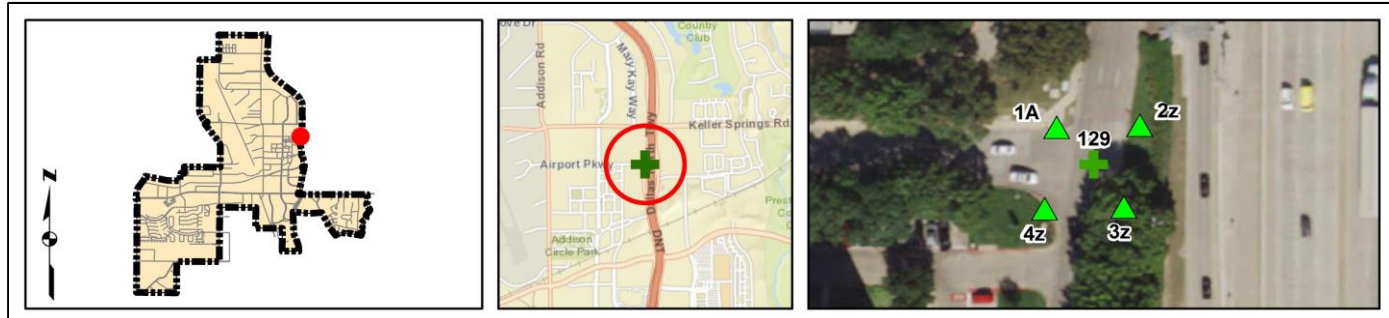 Z
ove Dr
Addison Rd
Mary Kay Way
Country
Club
Keller Springs Rd
Airport Pkwy
Dallas North Twy
Addison
Circle Park
DNT
1A
2z
129
4z
3z